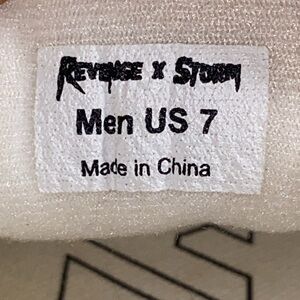 REVENGE X STORM
Men US 7
Made in China